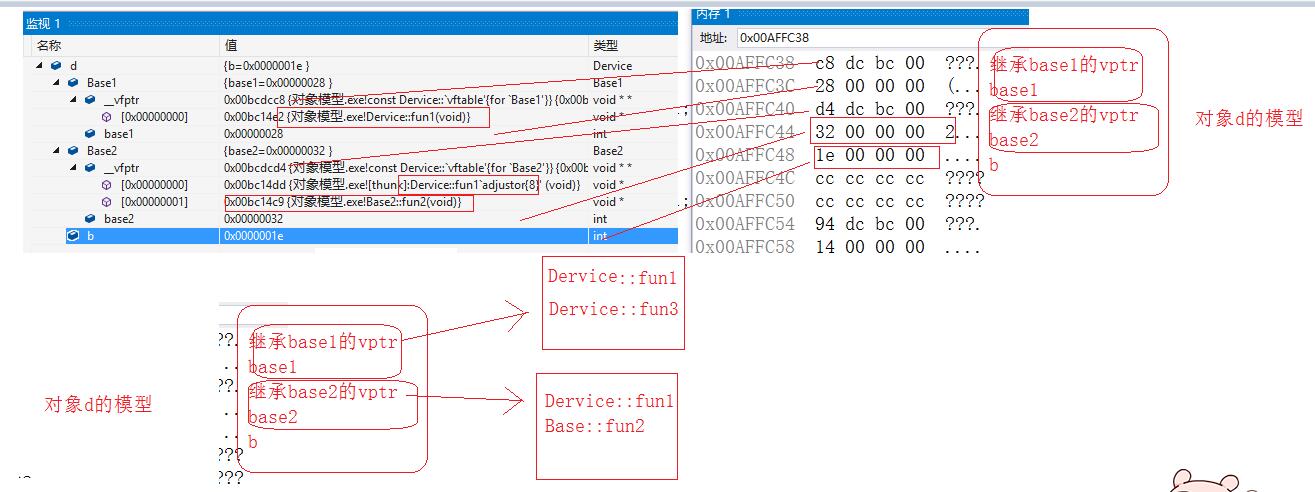 监视 1
名称 值 类型
d {b=0x0000001e } Dervice
Base1 {base1=0x00000028 } Base1
__vfptr 0x00bcdcc8 {对象模型.exe!const Dervice::`vftable'{for `Base1'}} {0x00b void * *
[0x00000000] 0x00bc14e2 {对象模型.exe!Dervice::fun1(void)} void *
base1 0x00000028 int
Base2 {base2=0x00000032 } Base2
__vfptr 0x00bcdcd4 {对象模型.exe!const Dervice::`vftable'{for `Base2'}} {0x00b void * *
[0x00000000] 0x00bc14dd {对象模型.exe![thunk]:Dervice::fun1`adjustor{8}' (void)} void *
[0x00000001] 0x00bc14c9 {对象模型.exe!Base2::fun2(void)} void *
base2 0x00000032 int
b 0x0000001e int
内存 1
地址: 0x00AFFC38
0x00AFFC38 c8 dc bc 00 ???.
0x00AFFC3C 28 00 00 00 (...
0x00AFFC40 d4 dc bc 00 ???.
0x00AFFC44 32 00 00 00 2...
0x00AFFC48 1e 00 00 00 ....
0x00AFFC4C cc cc cc cc ????
0x00AFFC50 cc cc cc cc ????
0x00AFFC54 94 dc bc 00 ???.
0x00AFFC58 14 00 00 00 ....
继承base1的vptr
base1
继承base2的vptr
base2
b
对象d的模型
Dervice::fun1
Dervice::fun3
对象d的模型
???. 继承base1的vptr
base1
??. 继承base2的vptr
base2
b
???
???
Dervice::fun1
Base::fun2